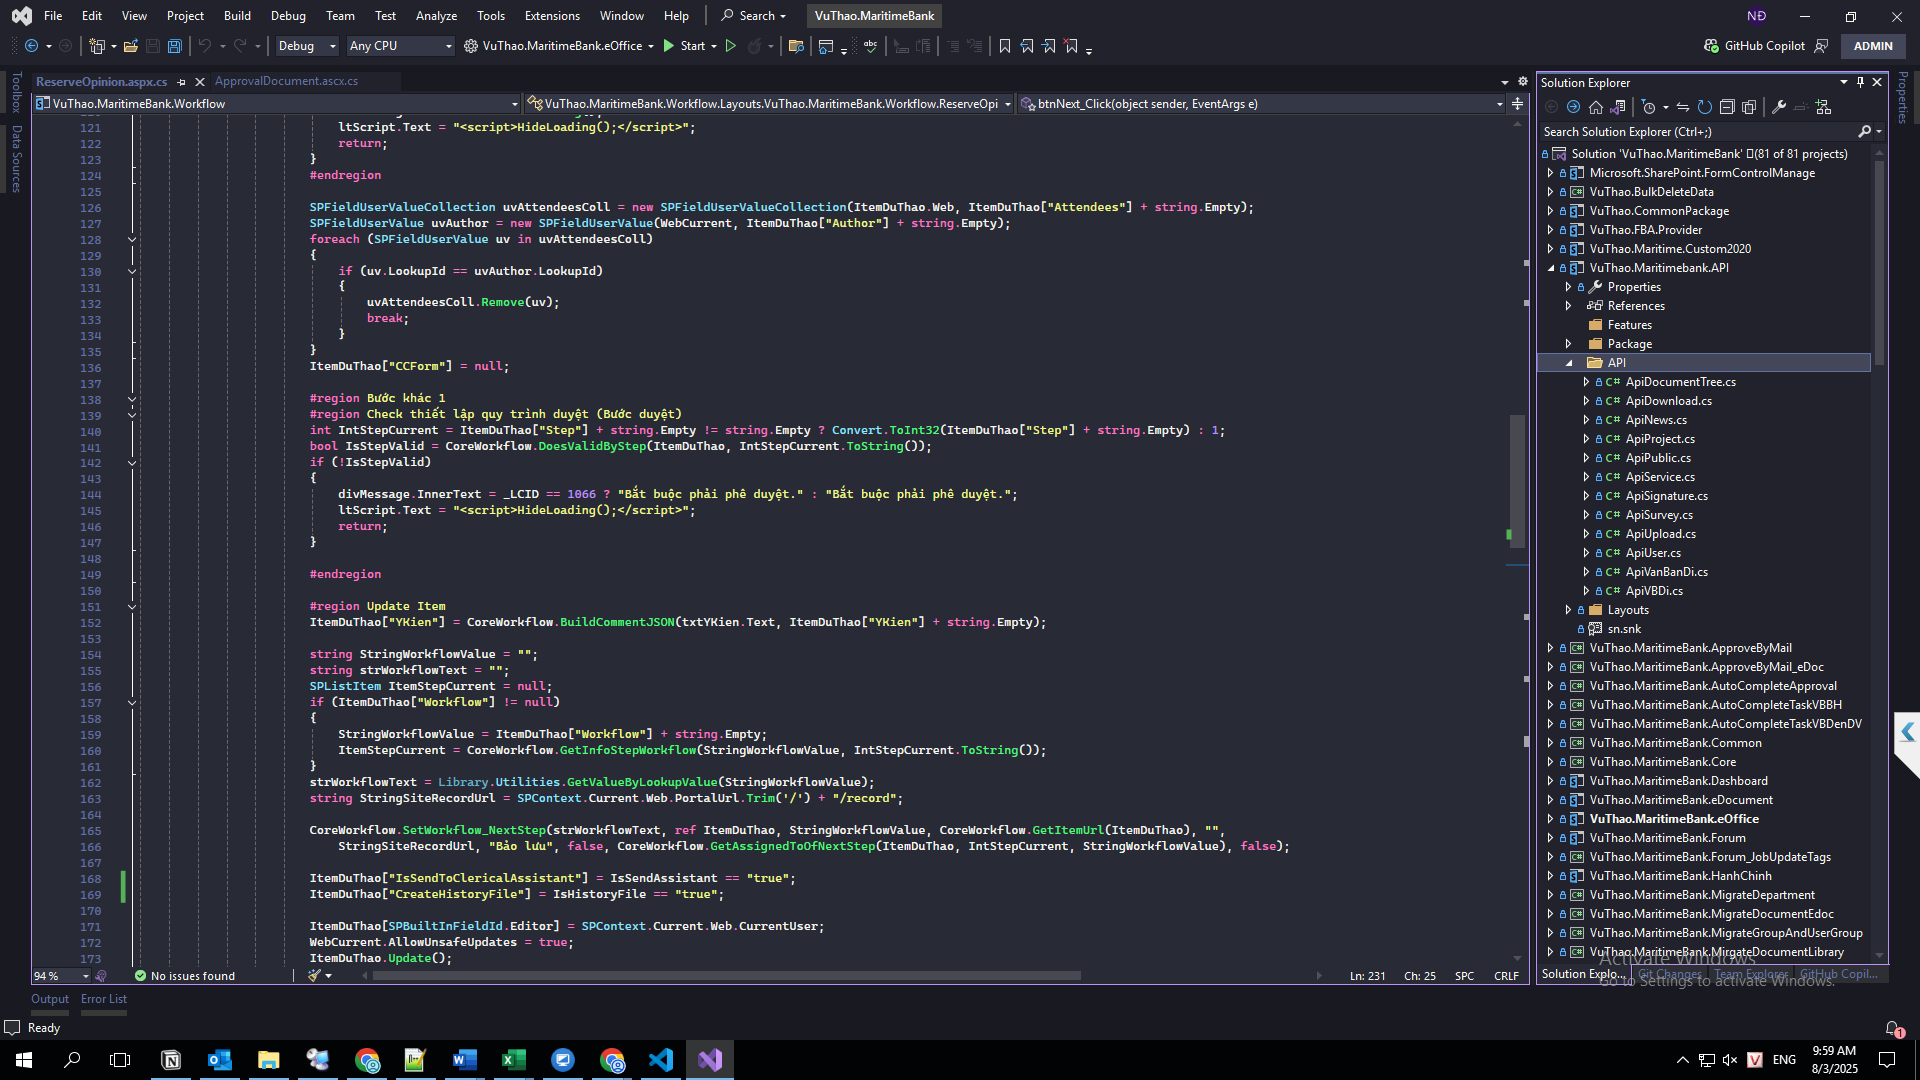 File Edit View Project Build Debug Team Test Analyze Tools Extensions Window Help Search VuThao.MaritimeBank NĐ
Debug Any CPU VuThao.MaritimeBank.eOffice Start GitHub Copilot ADMIN
Toolbox
Data Sources
ReserveOpinion.aspx.cs ApprovalDocument.ascx.cs
VuThao.MaritimeBank.Workflow VuThao.MaritimeBank.Workflow.Layouts.VuThao.MaritimeBank.Workflow.ReserveOpi btnNext_Click(object sender, EventArgs e)
121 ltScript.Text = "<script>HideLoading();</script>";
122 return;
123 }
124 #endregion
125
126 SPFieldUserValueCollection uvAttendeesColl = new SPFieldUserValueCollection(ItemDuThao.Web, ItemDuThao["Attendees"] + string.Empty);
127 SPFieldUserValue uvAuthor = new SPFieldUserValue(WebCurrent, ItemDuThao["Author"] + string.Empty);
128 foreach (SPFieldUserValue uv in uvAttendeesColl)
129 {
130 if (uv.LookupId == uvAuthor.LookupId)
131 {
132 uvAttendeesColl.Remove(uv);
133 break;
134 }
135 }
136 ItemDuThao["CCForm"] = null;
137
138 #region Bước khác 1
139 #region Check thiết lập quy trình duyệt (Bước duyệt)
140 int IntStepCurrent = ItemDuThao["Step"] + string.Empty != string.Empty ? Convert.ToInt32(ItemDuThao["Step"] + string.Empty) : 1;
141 bool IsStepValid = CoreWorkflow.DoesValidByStep(ItemDuThao, IntStepCurrent.ToString());
142 if (!IsStepValid)
143 {
144 divMessage.InnerText = _LCID == 1066 ? "Bắt buộc phải phê duyệt." : "Bắt buộc phải phê duyệt.";
145 ltScript.Text = "<script>HideLoading();</script>";
146 return;
147 }
148
149 #endregion
150
151 #region Update Item
152 ItemDuThao["YKien"] = CoreWorkflow.BuildCommentJSON(txtYKien.Text, ItemDuThao["YKien"] + string.Empty);
153
154 string StringWorkflowValue = "";
155 string strWorkflowText = "";
156 SPListItem ItemStepCurrent = null;
157 if (ItemDuThao["Workflow"] != null)
158 {
159 StringWorkflowValue = ItemDuThao["Workflow"] + string.Empty;
160 ItemStepCurrent = CoreWorkflow.GetInfoStepWorkflow(StringWorkflowValue, IntStepCurrent.ToString());
161 }
162 strWorkflowText = Library.Utilities.GetValueByLookupValue(StringWorkflowValue);
163 string StringSiteRecordUrl = SPContext.Current.Web.PortalUrl.Trim('/') + "/record";
164
165 CoreWorkflow.SetWorkflow_NextStep(strWorkflowText, ref ItemDuThao, StringWorkflowValue, CoreWorkflow.GetItemUrl(ItemDuThao), "",
166 StringSiteRecordUrl, "Bảo lưu", false, CoreWorkflow.GetAssignedToOfNextStep(ItemDuThao, IntStepCurrent, StringWorkflowValue), false);
167
168 ItemDuThao["IsSendToClericalAssistant"] = IsSendAssistant == "true";
169 ItemDuThao["CreateHistoryFile"] = IsHistoryFile == "true";
170
171 ItemDuThao[SPBuiltInFieldId.Editor] = SPContext.Current.Web.CurrentUser;
172 WebCurrent.AllowUnsafeUpdates = true;
173 ItemDuThao.Update();
94 % No issues found Ln: 231 Ch: 25 SPC CRLF
Output Error List
Ready
Solution Explorer
Search Solution Explorer (Ctrl+;)
Solution 'VuThao.MaritimeBank' (81 of 81 projects)
Microsoft.SharePoint.FormControlManage
VuThao.BulkDeleteData
VuThao.CommonPackage
VuThao.FBA.Provider
VuThao.Maritime.Custom2020
VuThao.Maritimebank.API
Properties
References
Features
Package
API
ApiDocumentTree.cs
ApiDownload.cs
ApiNews.cs
ApiProject.cs
ApiPublic.cs
ApiService.cs
ApiSignature.cs
ApiSurvey.cs
ApiUpload.cs
ApiUser.cs
ApiVanBanDi.cs
ApiVBDi.cs
Layouts
sn.snk
VuThao.MaritimeBank.ApproveByMail
VuThao.MaritimeBank.ApproveByMail_eDoc
VuThao.MaritimeBank.AutoCompleteApproval
VuThao.MaritimeBank.AutoCompleteTaskVBBH
VuThao.MaritimeBank.AutoCompleteTaskVBDenDV
VuThao.MaritimeBank.Common
VuThao.MaritimeBank.Core
VuThao.MaritimeBank.Dashboard
VuThao.MaritimeBank.eDocument
VuThao.MaritimeBank.eOffice
VuThao.MaritimeBank.Forum
VuThao.MaritimeBank.Forum_JobUpdateTags
VuThao.MaritimeBank.HanhChinh
VuThao.MaritimeBank.MigrateDepartment
VuThao.MaritimeBank.MigrateDocumentEdoc
VuThao.MaritimeBank.MigrateGroupAndUserGroup
VuThao.MaritimeBank.MirgrateDocumentLibrary
Solution Explo... Git Changes Team Explorer GitHub Copil...
Properties
Activate Windows
Go to Settings to activate Windows.
1
ENG 9:59 AM
8/3/2025